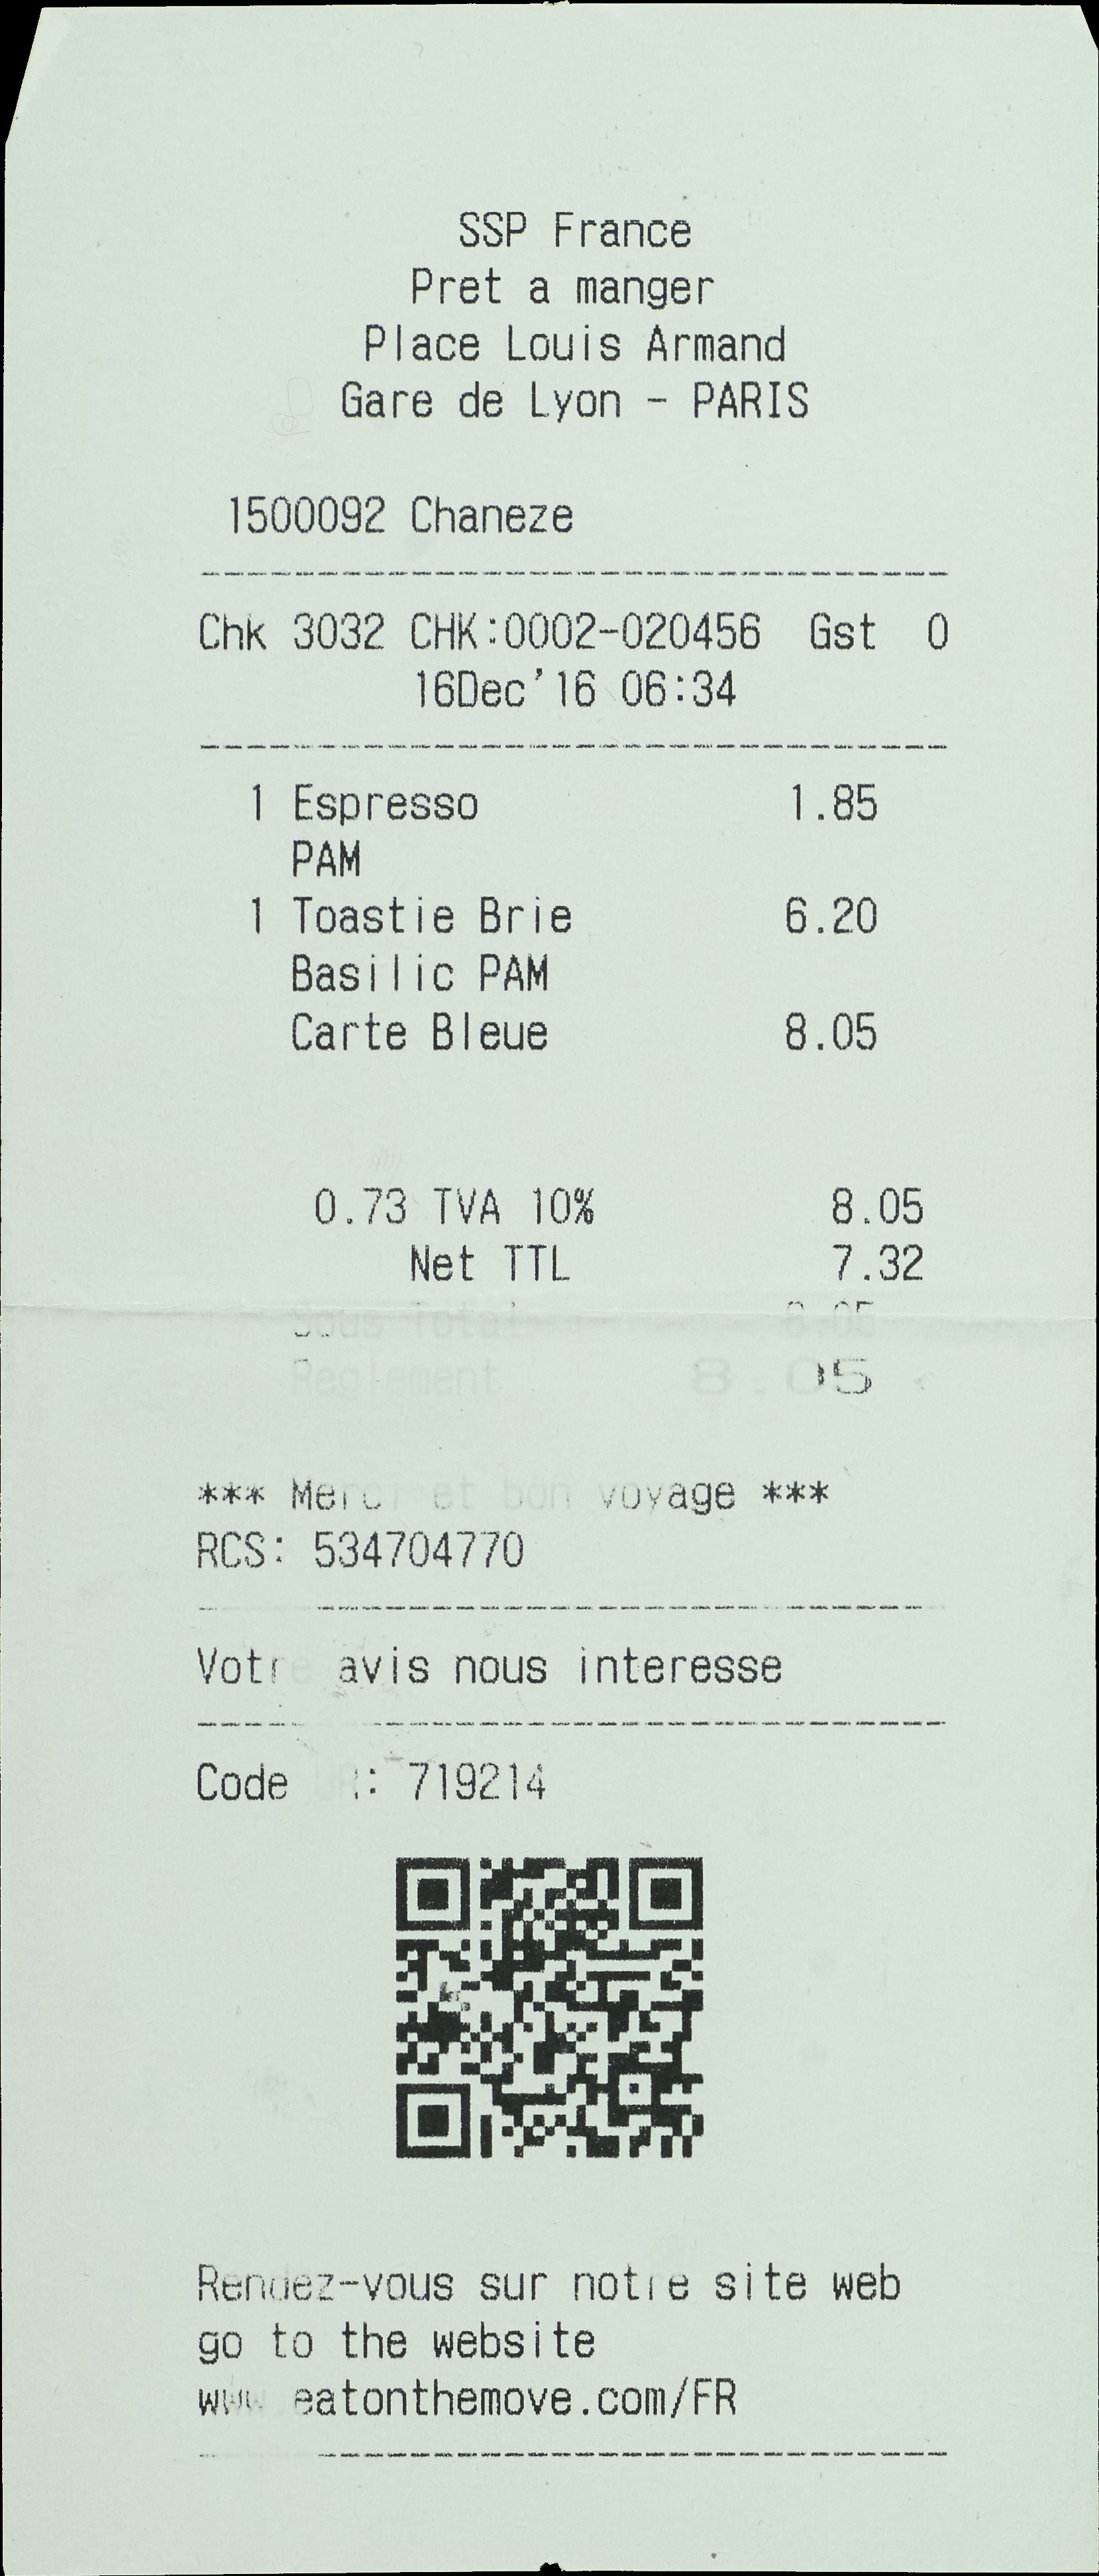 SSP France
Pret a manger
Place Louis Armand
Gare de Lyon - PARIS
1500092 Chaneze
Chk 3032 CHK:0002-020456 Gst 0
16Dec'16 06:34
1 Espresso 1.85
PAM
1 Toastie Brie 6.20
Basilic PAM
Carte Bleue 8.05
0.73 TVA 10% 8.05
Net TTL 7.32
Sous Total 8.05
Reglement 8.05
*** Merci et bon voyage ***
RCS: 534704770
Votre avis nous interesse
Code : 719214
Rendez-vous sur notre site web
go to the website
www.eatonthemove.com/FR